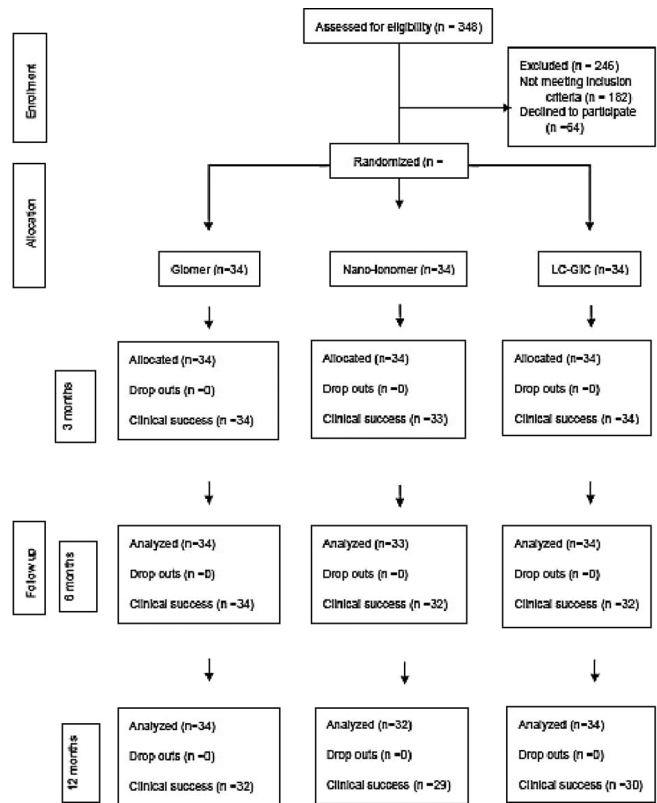 Enrollment
Assessed for eligibility (n = 348)
Excluded (n = 246)
Not meeting inclusion
criteria (n = 182)
Declined to participate
(n =64)
Randomized (n =
Allocation
Giomer (n=34)
Nano-Ionomer (n=34)
LC-GIC (n=34)
3 months
Allocated (n=34)
Drop outs (n =0)
Clinical success (n =34)
Allocated (n=34)
Drop outs (n =0)
Clinical success (n =33)
Allocated (n=34)
Drop outs (n =0)
Clinical success (n =34)
Follow up
6 months
Analyzed (n=34)
Drop outs (n =0)
Clinical success (n =34)
Analyzed (n=33)
Drop outs (n =0)
Clinical success (n =32)
Analyzed (n=34)
Drop outs (n =0)
Clinical success (n =32)
12 months
Analyzed (n=34)
Drop outs (n =0)
Clinical success (n =32)
Analyzed (n=32)
Drop outs (n =0)
Clinical success (n =29)
Analyzed (n=34)
Drop outs (n =0)
Clinical success (n =30)